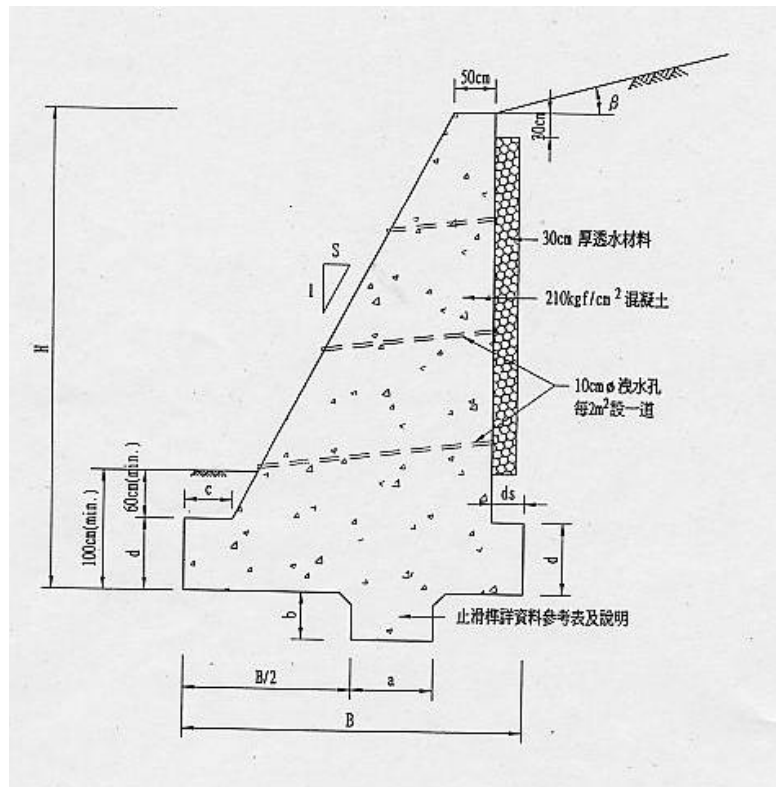 50cm
β
30cm
30cm 厚透水材料
S
1
210kgf/cm² 混凝土
H
10cmø 洩水孔
每2m²設一道
60cm(min.)
100cm(min.)
c
ds
d
d
b
止滑榫詳資料參考表及說明
B/2
a
B